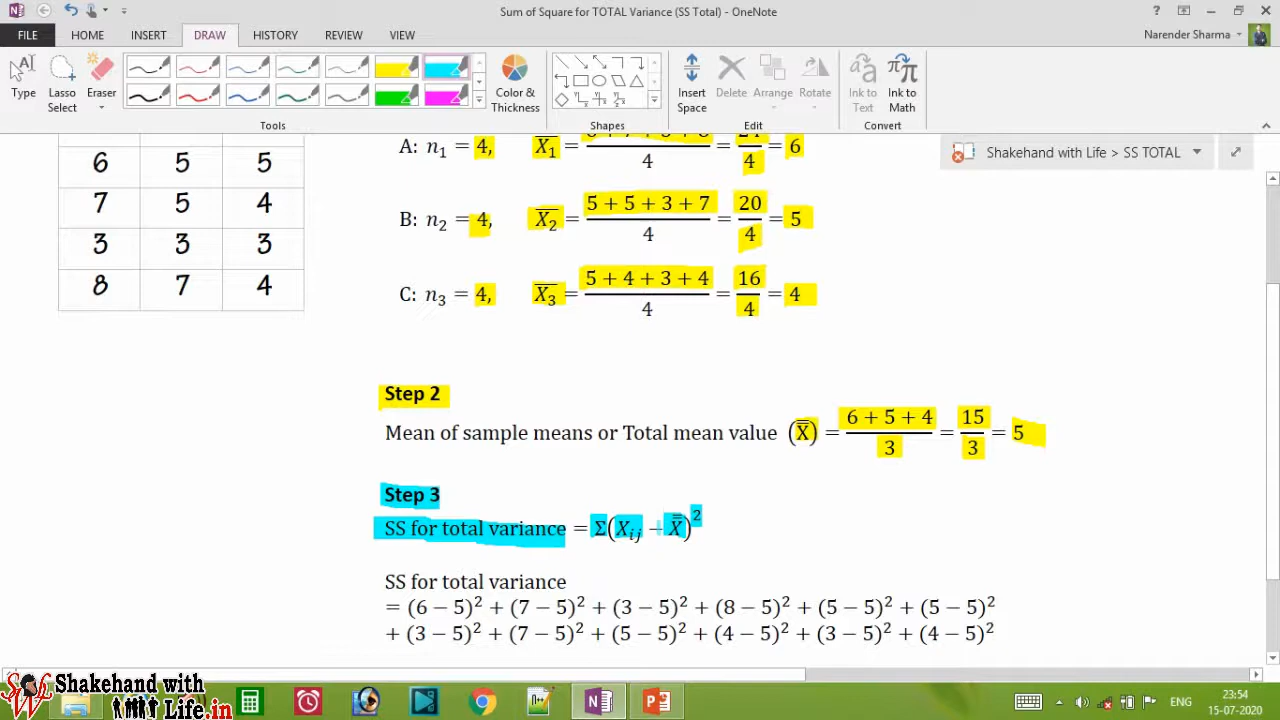 Sum of Square for TOTAL Variance (SS Total) - OneNote
FILE HOME INSERT DRAW HISTORY REVIEW VIEW Narender Sharma
Type Lasso Select Eraser Color & Thickness Insert Space Delete Arrange Rotate Ink to Text Ink to Math
Tools Shapes Edit Convert
Shakehand with Life > SS TOTAL
6 5 5
7 5 4
3 3 3
8 7 4
A: n₁ = 4, X̅₁ = 6 + 7 + 3 + 8 / 4 = 24 / 4 = 6
B: n₂ = 4, X̅₂ = 5 + 5 + 3 + 7 / 4 = 20 / 4 = 5
C: n₃ = 4, X̅₃ = 5 + 4 + 3 + 4 / 4 = 16 / 4 = 4
Step 2
Mean of sample means or Total mean value (X̿) = 6 + 5 + 4 / 3 = 15 / 3 = 5
Step 3
SS for total variance = Σ(Xᵢⱼ − X̿)²
SS for total variance
= (6 − 5)² + (7 − 5)² + (3 − 5)² + (8 − 5)² + (5 − 5)² + (5 − 5)²
+ (3 − 5)² + (7 − 5)² + (5 − 5)² + (4 − 5)² + (3 − 5)² + (4 − 5)²
Shakehand with
Life.in
ENG
23:54
15-07-2020